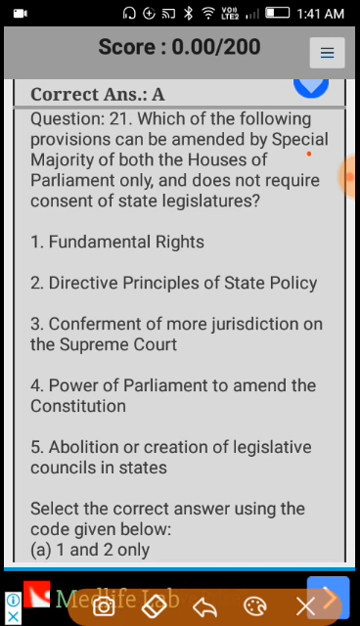 VO))
LTE2
1:41 AM
Score : 0.00/200
Correct Ans.: A
Question: 21. Which of the following
provisions can be amended by Special
Majority of both the Houses of
Parliament only, and does not require
consent of state legislatures?
1. Fundamental Rights
2. Directive Principles of State Policy
3. Conferment of more jurisdiction on
the Supreme Court
4. Power of Parliament to amend the
Constitution
5. Abolition or creation of legislative
councils in states
Select the correct answer using the
code given below:
(a) 1 and 2 only
Medlife Lab